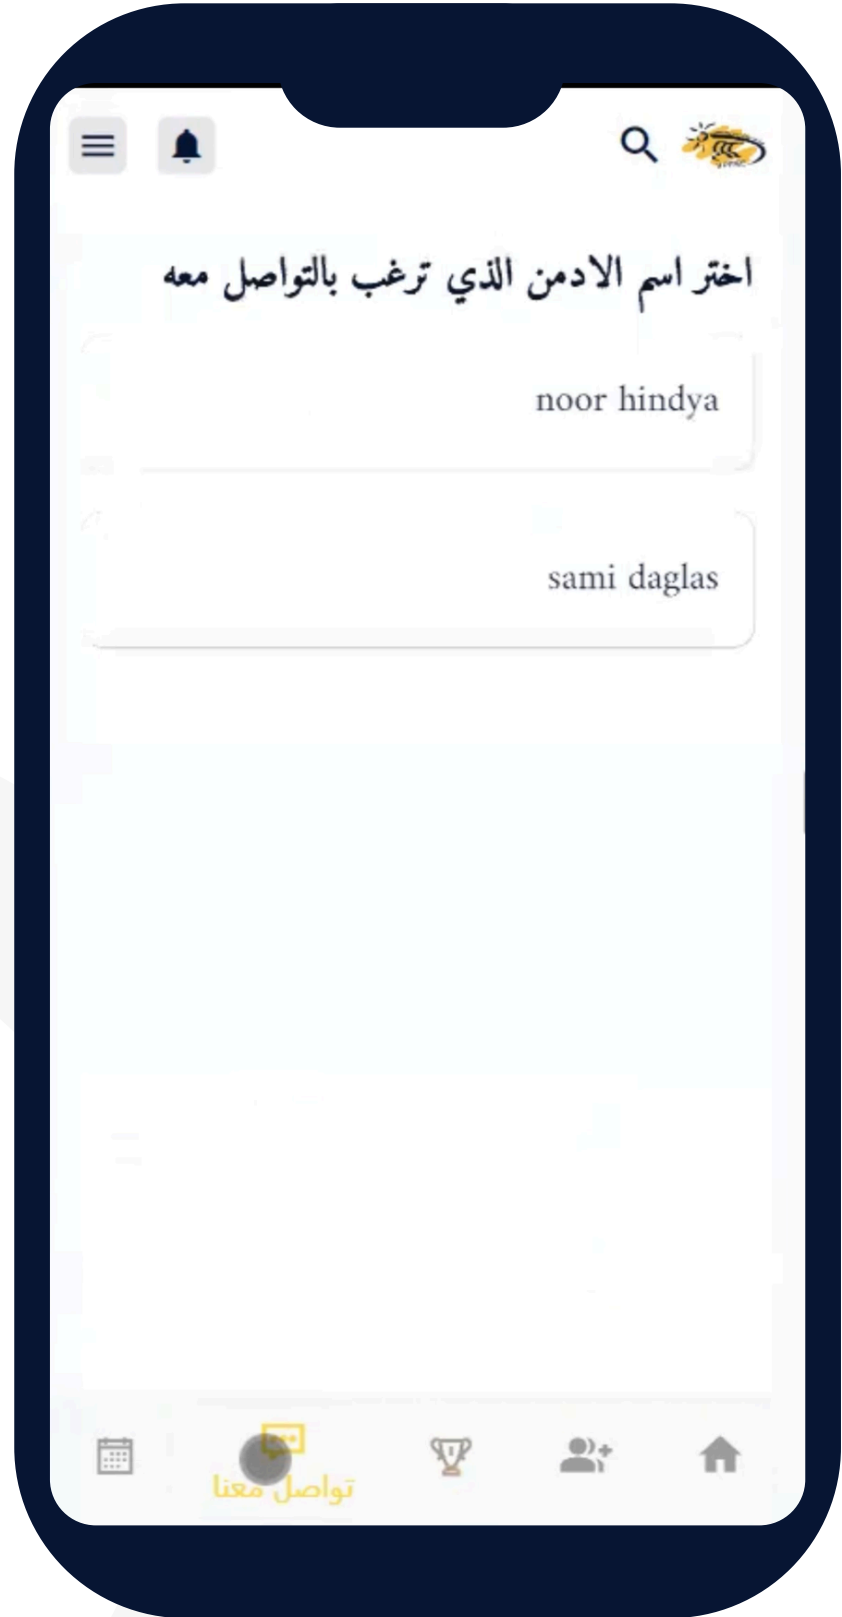 اختر اسم الادمن الذي ترغب بالتواصل معه
noor hindya
sami daglas
تواصل معنا